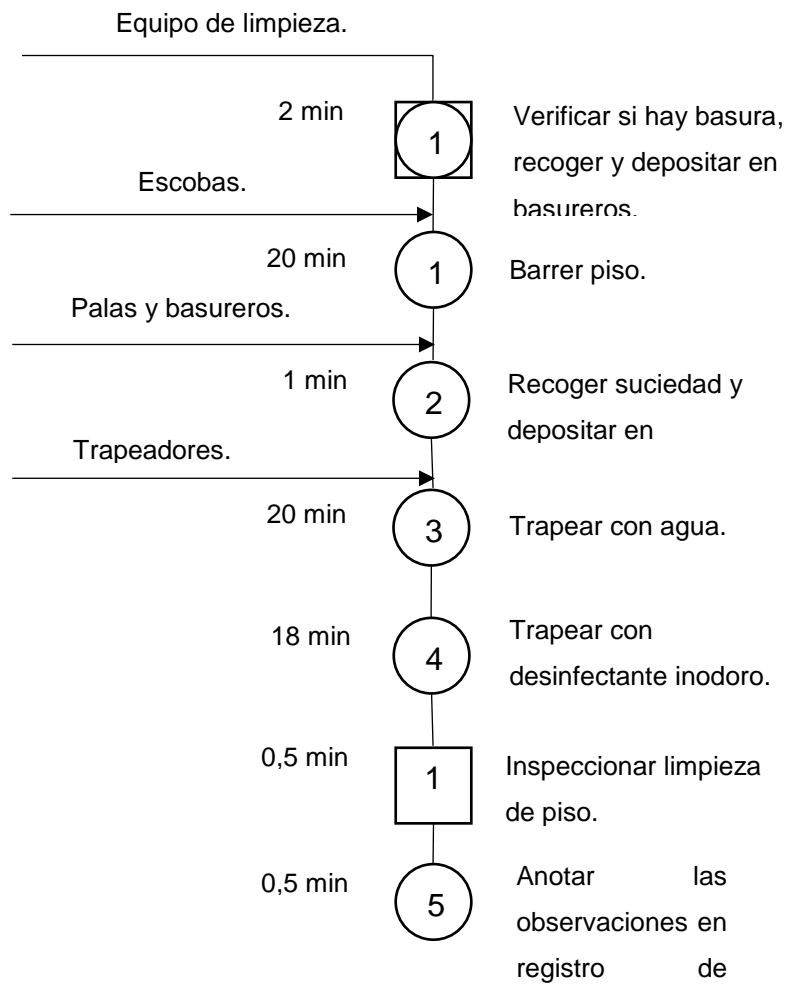 Equipo de limpieza.
2 min
1
Verificar si hay basura,
recoger y depositar en
basureros.
Escobas.
20 min
1
Barrer piso.
Palas y basureros.
1 min
2
Recoger suciedad y
depositar en
Trapeadores.
20 min
3
Trapear con agua.
18 min
4
Trapear con
desinfectante inodoro.
0,5 min
1
Inspeccionar limpieza
de piso.
0,5 min
5
Anotar las
observaciones en
registro de